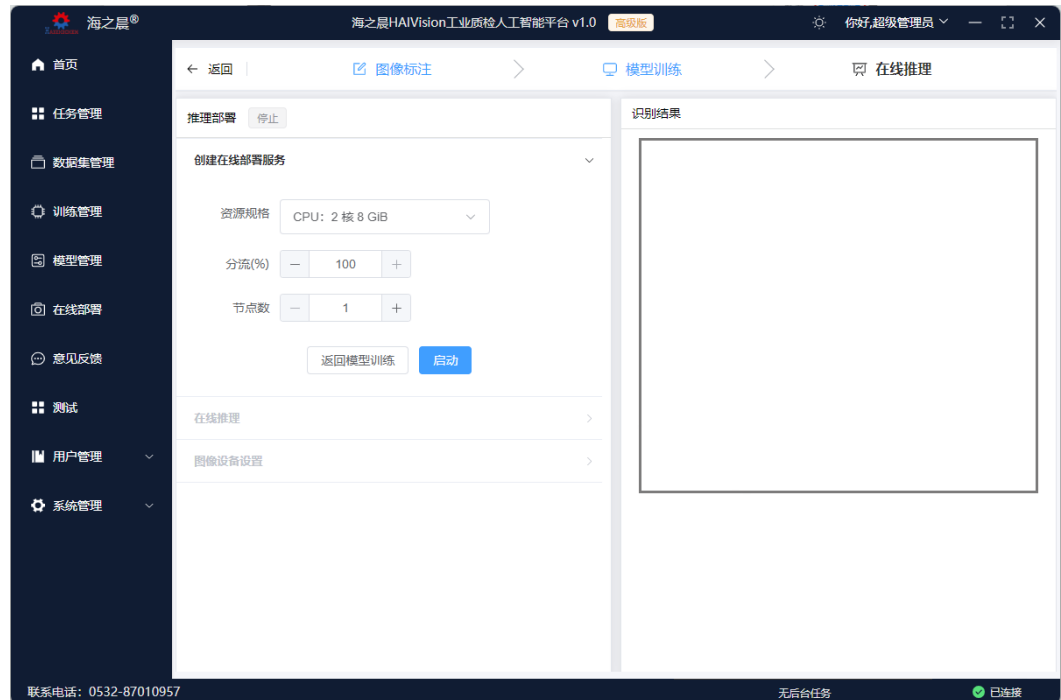 海之晨® 海之晨HAIVision工业质检人工智能平台 v1.0 高级版 你好,超级管理员
首页
任务管理
数据集管理
训练管理
模型管理
在线部署
意见反馈
测试
用户管理
系统管理
返回 图像标注 模型训练 在线推理
推理部署 停止
创建在线部署服务
资源规格 CPU：2 核 8 GiB
分流(%) — 100 +
节点数 — 1 +
返回模型训练 启动
在线推理
图像设备设置
识别结果
联系电话：0532-87010957 无后台任务 已连接